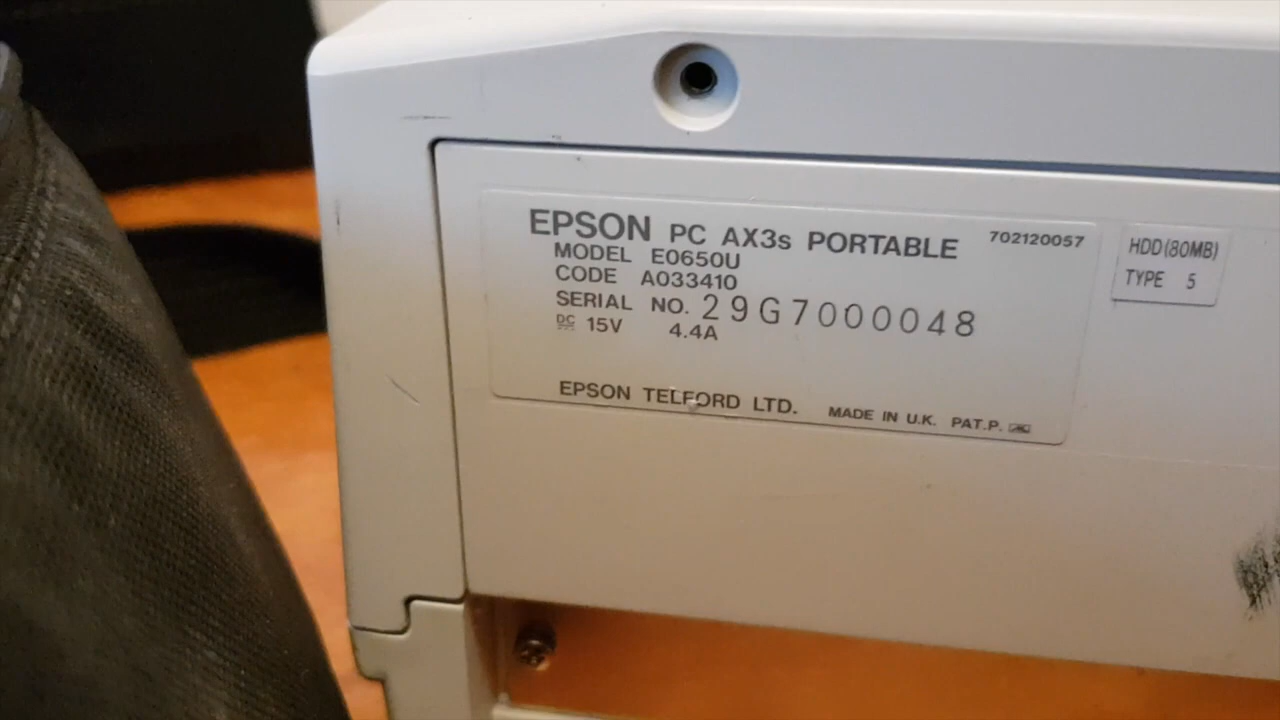 EPSON PC AX3s PORTABLE 702120057
MODEL E0650U
CODE A033410
SERIAL NO. 29G7000048
DC 15V 4.4A
EPSON TELFORD LTD. MADE IN U.K. PAT.P.
HDD(80MB)
TYPE 5